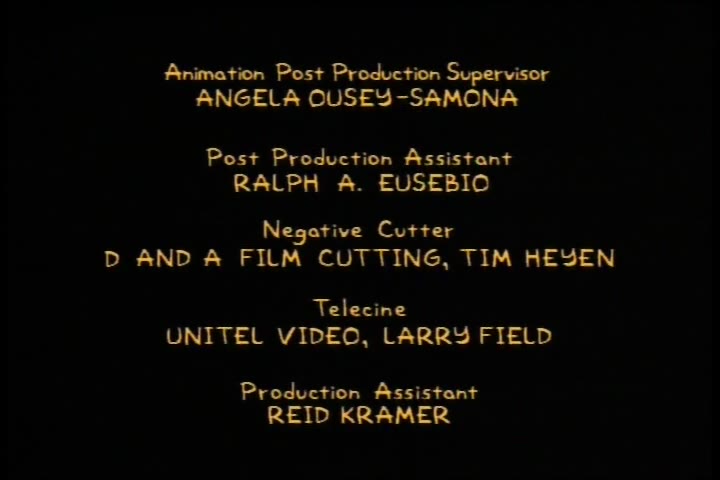 Animation Post Production Supervisor
ANGELA OUSEY-SAMONA
Post Production Assistant
RALPH A. EUSEBIO
Negative Cutter
D AND A FILM CUTTING, TIM HEYEN
Telecine
UNITEL VIDEO, LARRY FIELD
Production Assistant
REID KRAMER